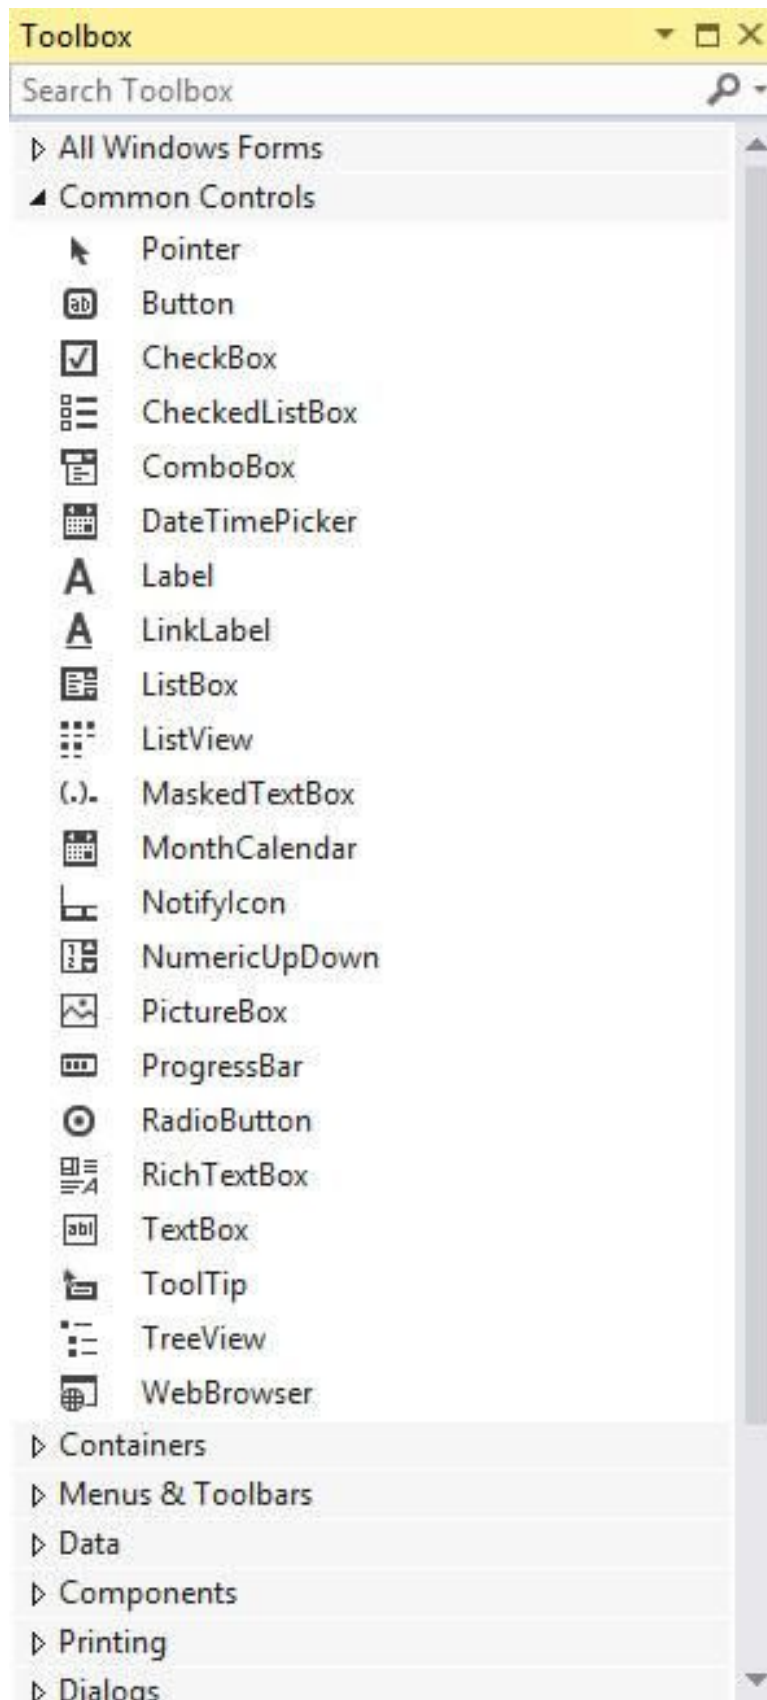 Toolbox
Search Toolbox
All Windows Forms
Common Controls
Pointer
Button
CheckBox
CheckedListBox
ComboBox
DateTimePicker
Label
LinkLabel
ListBox
ListView
MaskedTextBox
MonthCalendar
NotifyIcon
NumericUpDown
PictureBox
ProgressBar
RadioButton
RichTextBox
TextBox
ToolTip
TreeView
WebBrowser
Containers
Menus & Toolbars
Data
Components
Printing
Dialogs